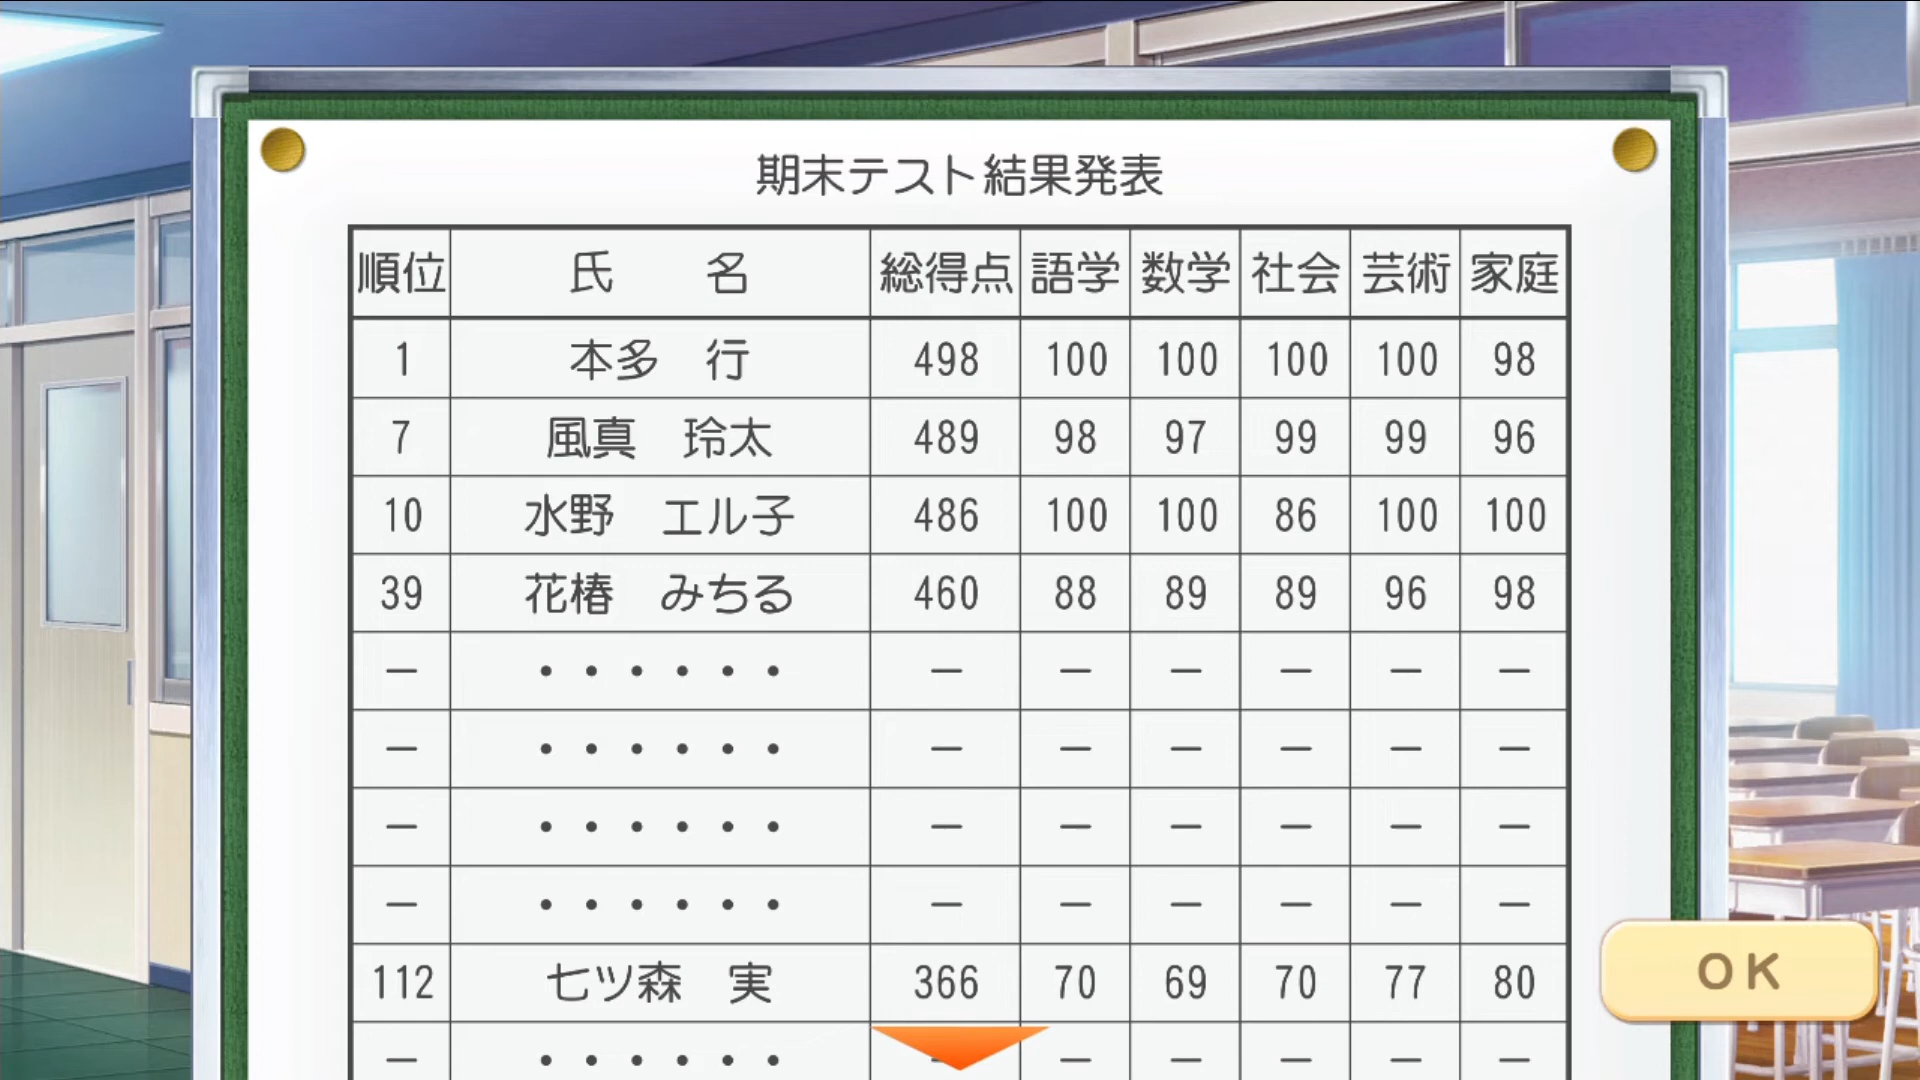 期末テスト結果発表
順位 氏　名 総得点 語学 数学 社会 芸術 家庭
1 本多　行 498 100 100 100 100 98
7 風真　玲太 489 98 97 99 99 96
10 水野　エル子 486 100 100 86 100 100
39 花椿　みちる 460 88 89 89 96 98
— ・・・・・・ — — — — — —
— ・・・・・・ — — — — — —
— ・・・・・・ — — — — — —
— ・・・・・・ — — — — — —
112 七ツ森　実 366 70 69 70 77 80
— ・・・・・・ — — — — — —
OK